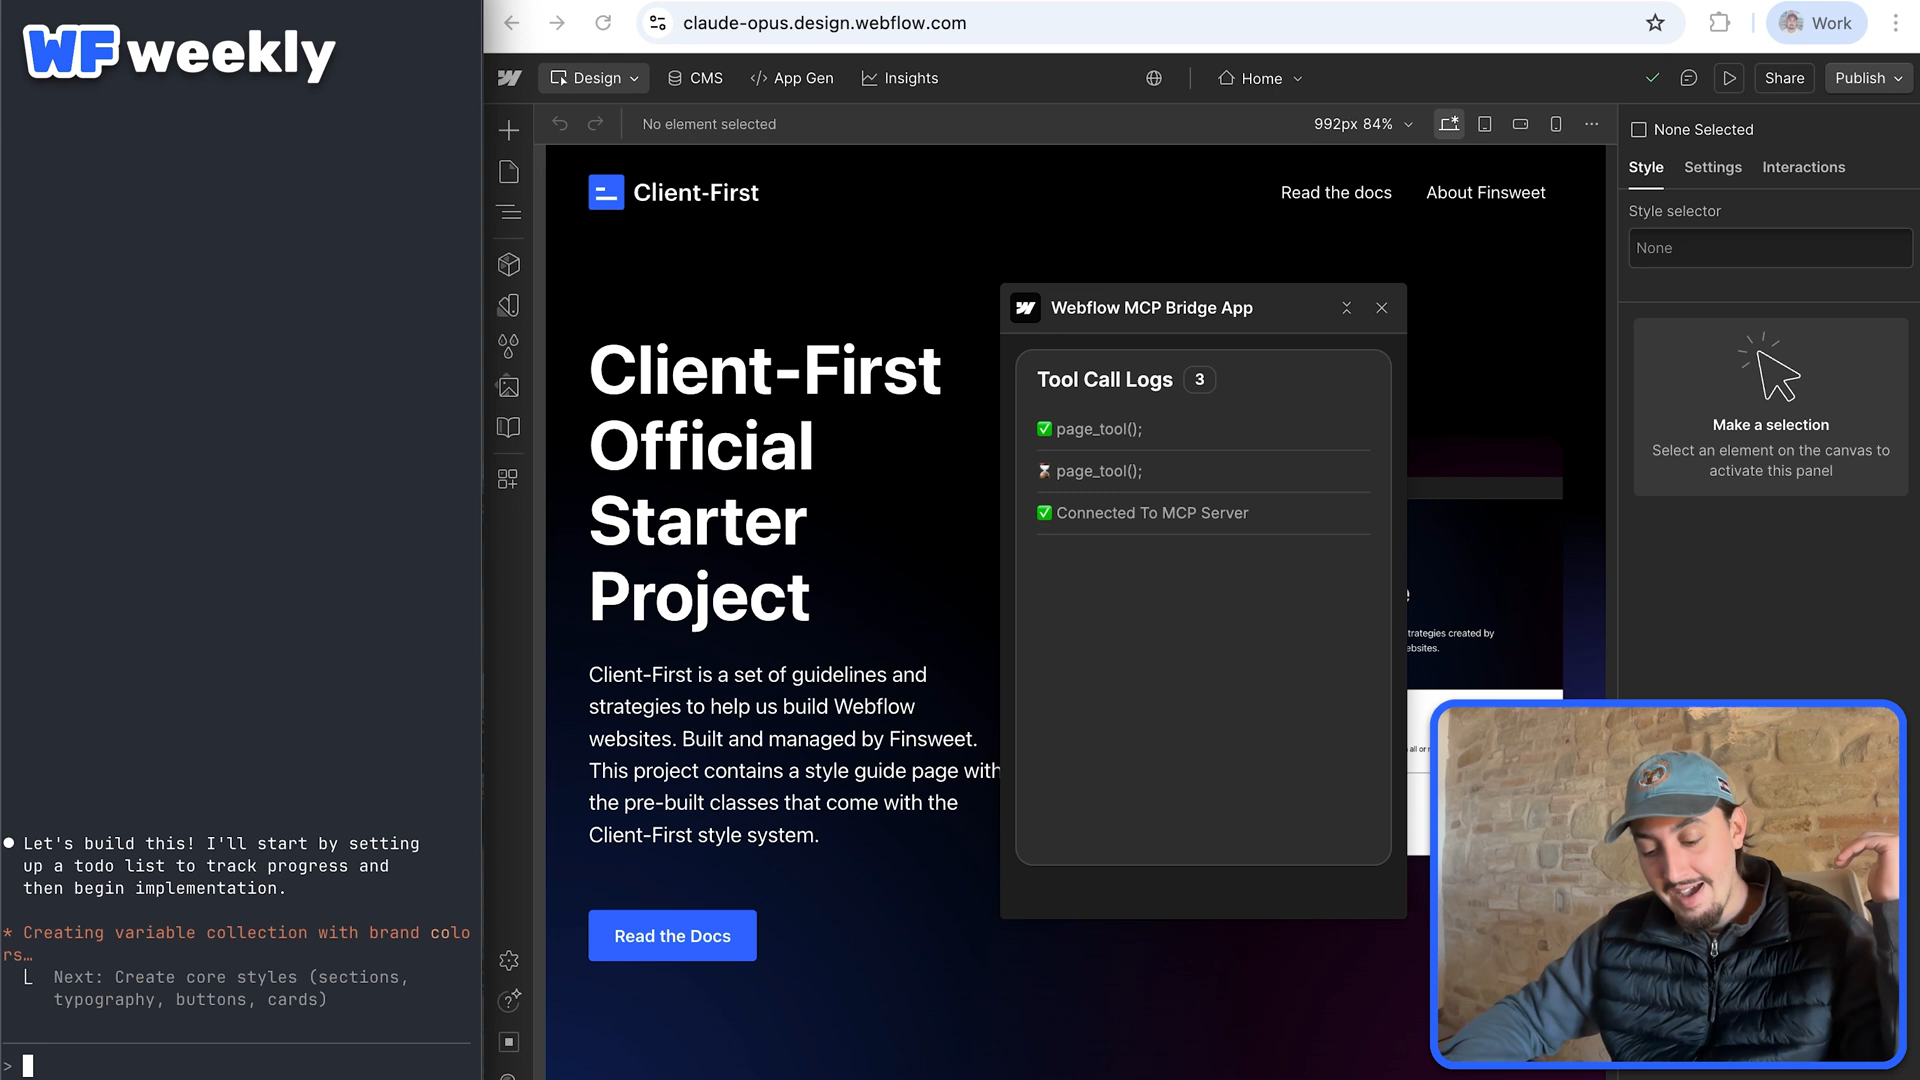 WF weekly
claude-opus.design.webflow.com
Work
Design
CMS
App Gen
Insights
Home
Share
Publish
No element selected
992px 84%
None Selected
Style
Settings
Interactions
Style selector
None
Make a selection
Select an element on the canvas to
activate this panel
Client-First
Read the docs
About Finsweet
Client-First
Official
Starter
Project
Client-First is a set of guidelines and
strategies to help us build Webflow
websites. Built and managed by Finsweet.
This project contains a style guide page with
the pre-built classes that come with the
Client-First style system.
Read the Docs
Webflow MCP Bridge App
Tool Call Logs 3
page_tool();
page_tool();
Connected To MCP Server
strategies created by
ebsites.
all or
● Let's build this! I'll start by setting
up a todo list to track progress and
then begin implementation.
* Creating variable collection with brand colo
rs…
Next: Create core styles (sections,
typography, buttons, cards)
>